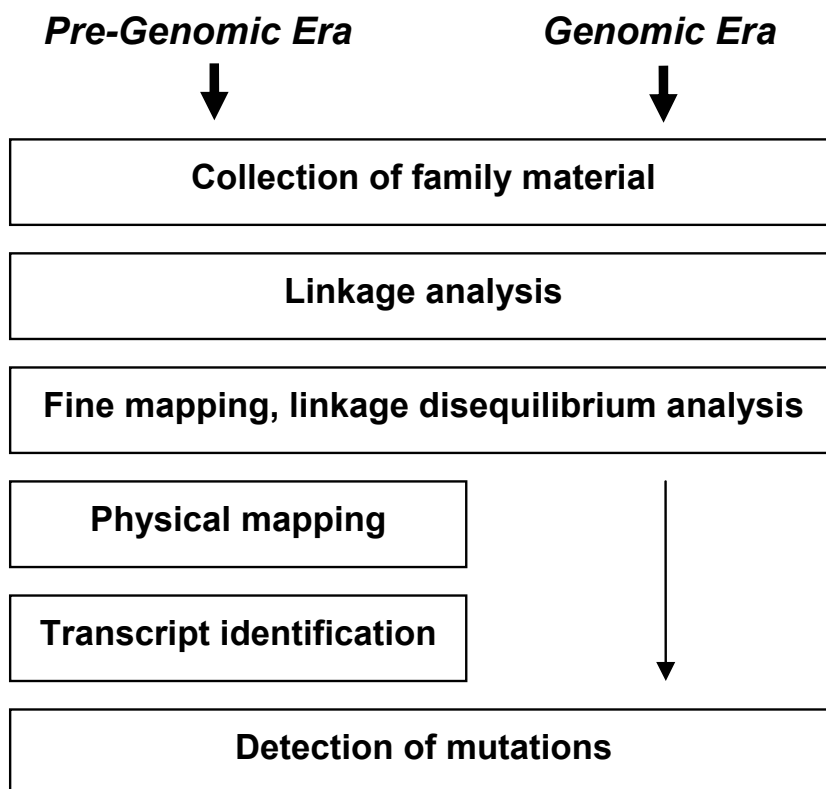 Pre-Genomic Era Genomic Era
Collection of family material
Linkage analysis
Fine mapping, linkage disequilibrium analysis
Physical mapping
Transcript identification
Detection of mutations